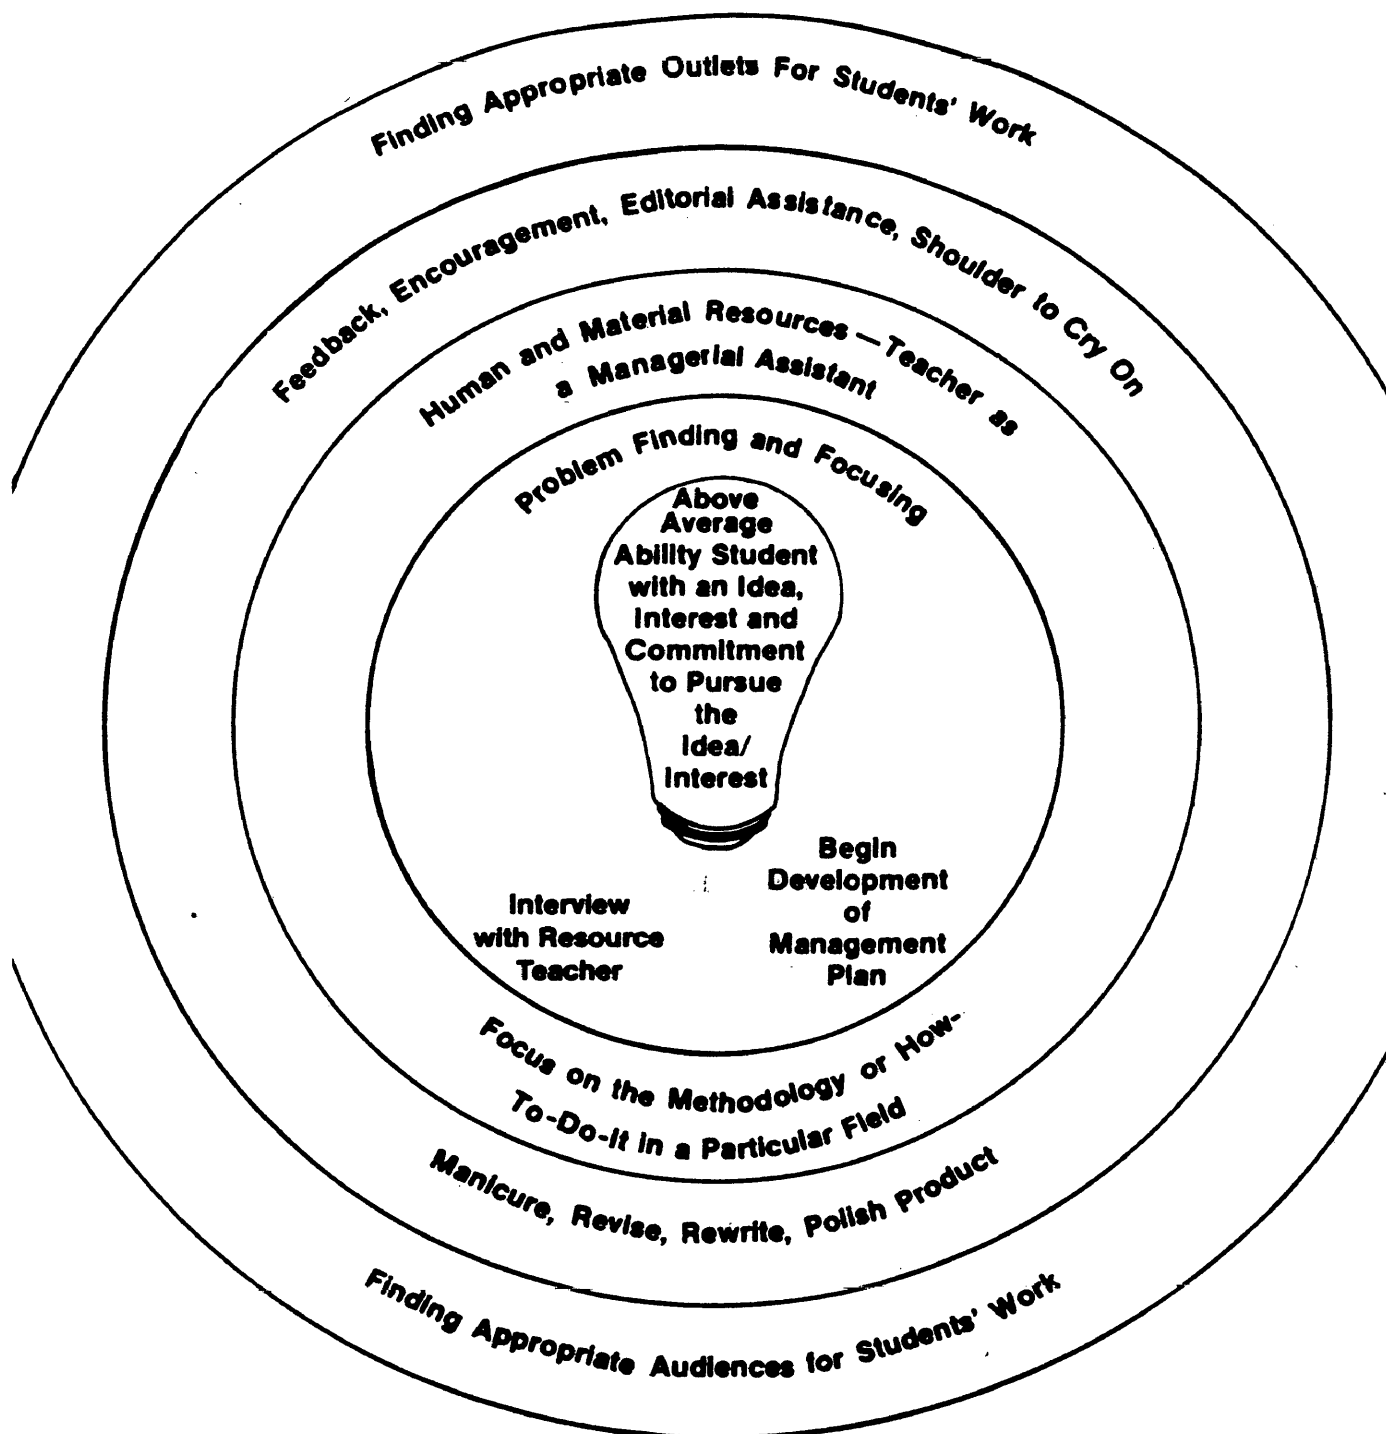 Finding Appropriate Outlets For Students' Work
Feedback, Encouragement, Editorial Assistance, Shoulder to Cry On
Human and Material Resources—Teacher as
a Managerial Assistant
Problem Finding and Focusing
Above
Average
Ability Student
with an Idea,
Interest and
Commitment
to Pursue
the
Idea/
Interest
Interview
with Resource
Teacher
Begin
Development
of
Management
Plan
Focus on the Methodology or How-
To-Do-It in a Particular Field
Manicure, Revise, Rewrite, Polish Product
Finding Appropriate Audiences for Students' Work